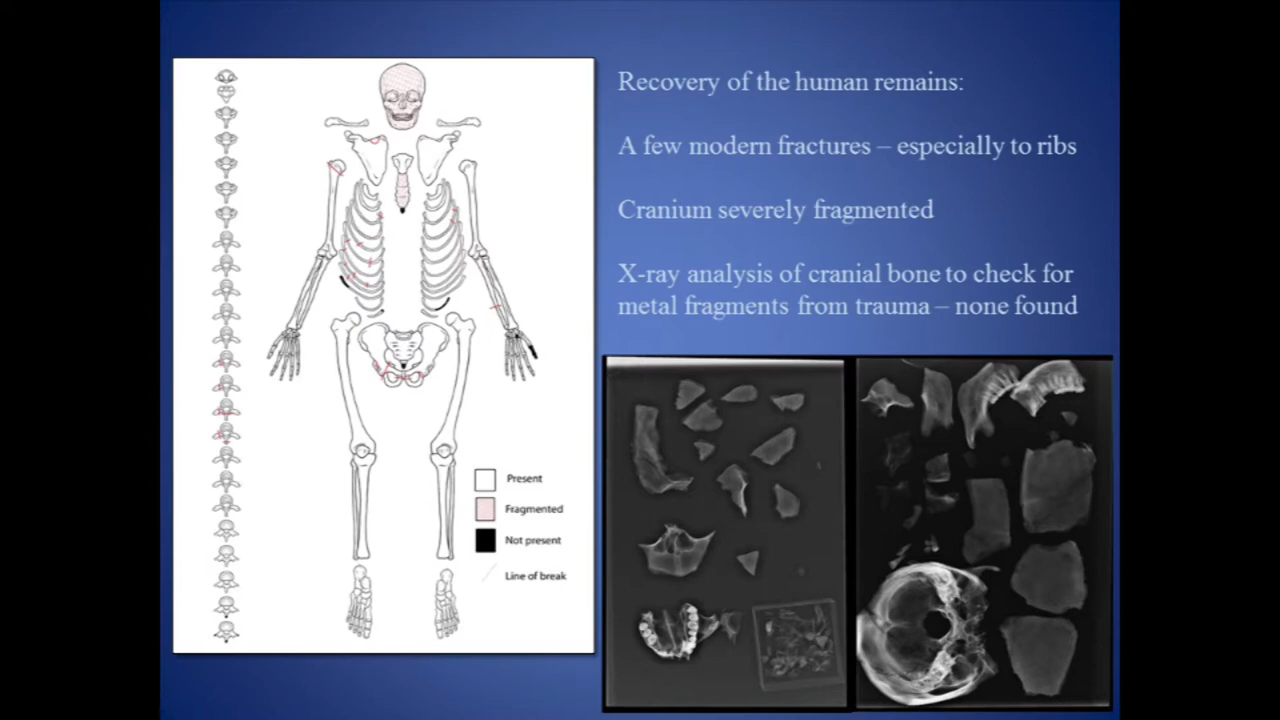 Recovery of the human remains:
A few modern fractures – especially to ribs
Cranium severely fragmented
X-ray analysis of cranial bone to check for
metal fragments from trauma – none found
Present
Fragmented
Not present
Line of break